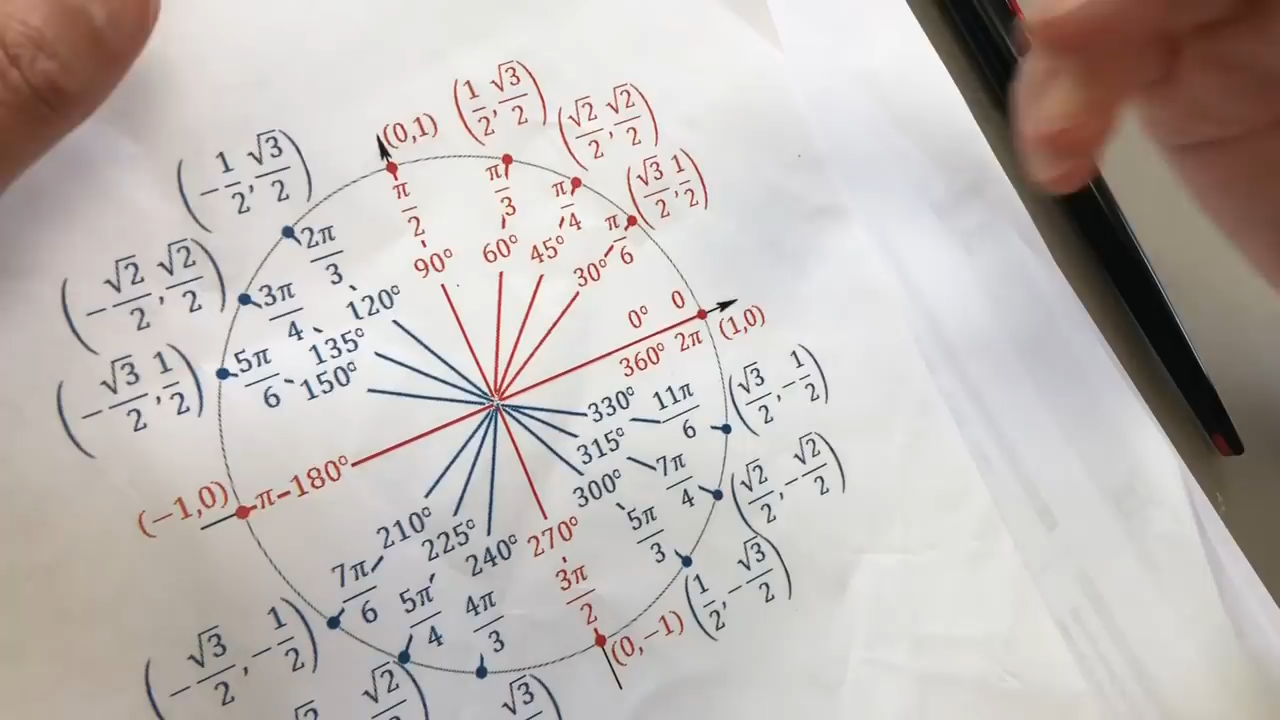 (0,1)
(1/2, √3/2)
(√2/2, √2/2)
(√3/2, 1/2)
(-1/2, √3/2)
(-√2/2, √2/2)
(-√3/2, 1/2)
π/2
π/3
π/4
π/6
90°
60°
45°
30°
2π/3
3π/4
5π/6
120°
135°
150°
0° 0
360° 2π
(1,0)
(-1,0)
π 180°
330° 11π/6
(√3/2, -1/2)
315° 7π/4
(√2/2, -√2/2)
300° 5π/3
(1/2, -√3/2)
210°
225°
240°
270°
7π/6
5π/4
4π/3
3π/2
(0,-1)
(-√3/2, -1/2)
√2
√2
√3